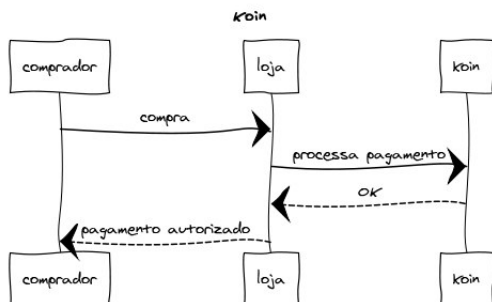 Koin
comprador
loja
koin
compra
processa pagamento
OK
pagamento autorizado
comprador
loja
koin